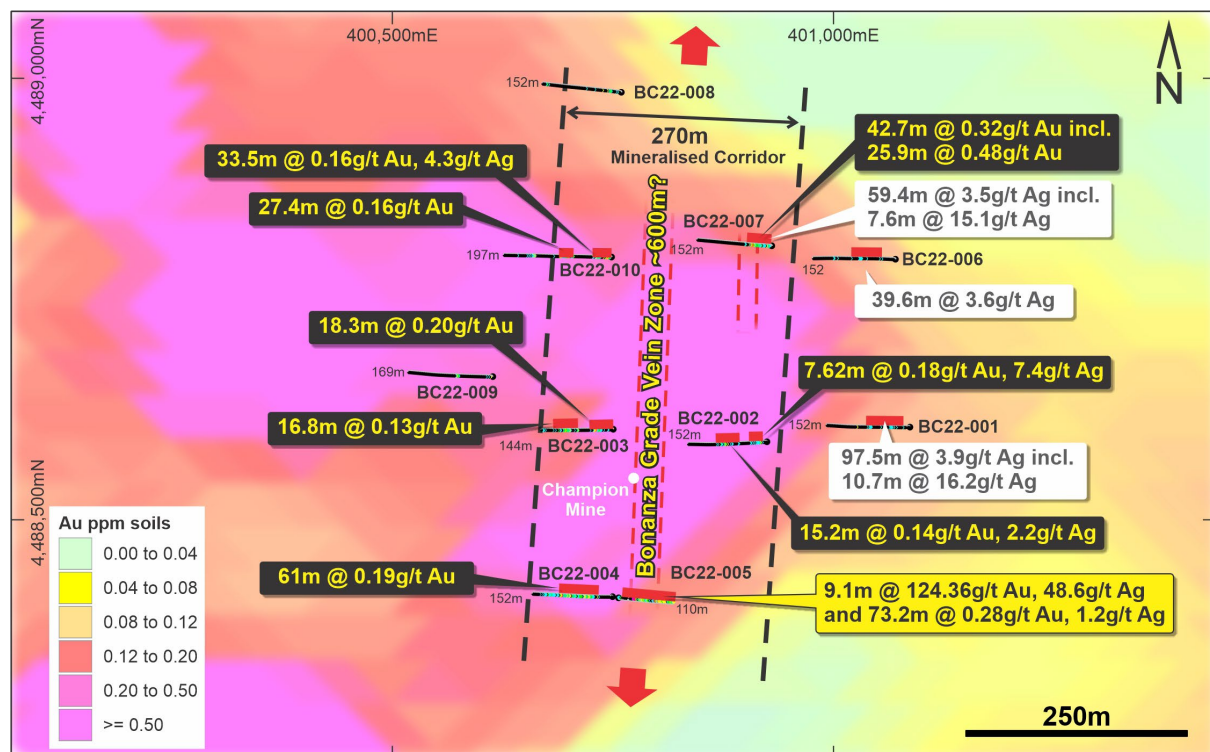 400,500mE
401,000mE
4,489,000mN
N
152m
BC22-008
270m
Mineralised Corridor
42.7m @ 0.32g/t Au incl.
25.9m @ 0.48g/t Au
33.5m @ 0.16g/t Au, 4.3g/t Ag
27.4m @ 0.16g/t Au
59.4m @ 3.5g/t Ag incl.
7.6m @ 15.1g/t Ag
BC22-007
152m
197m
BC22-010
152
BC22-006
39.6m @ 3.6g/t Ag
Bonanza Grade Vein Zone ~600m?
18.3m @ 0.20g/t Au
169m
BC22-009
7.62m @ 0.18g/t Au, 7.4g/t Ag
16.8m @ 0.13g/t Au
144m
BC22-003
BC22-002
152m
152m
BC22-001
97.5m @ 3.9g/t Ag incl.
10.7m @ 16.2g/t Ag
Champion
Mine
4,488,500mN
15.2m @ 0.14g/t Au, 2.2g/t Ag
61m @ 0.19g/t Au
BC22-004
152m
BC22-005
110m
9.1m @ 124.36g/t Au, 48.6g/t Ag
and 73.2m @ 0.28g/t Au, 1.2g/t Ag
Au ppm soils
0.00 to 0.04
0.04 to 0.08
0.08 to 0.12
0.12 to 0.20
0.20 to 0.50
>= 0.50
250m